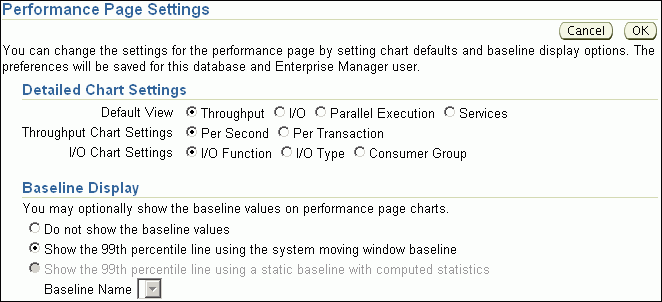 Performance Page Settings
Cancel OK
You can change the settings for the performance page by setting chart defaults and baseline display options. The
preferences will be saved for this database and Enterprise Manager user.
Detailed Chart Settings
Default View Throughput I/O Parallel Execution Services
Throughput Chart Settings Per Second Per Transaction
I/O Chart Settings I/O Function I/O Type Consumer Group
Baseline Display
You may optionally show the baseline values on performance page charts.
Do not show the baseline values
Show the 99th percentile line using the system moving window baseline
Show the 99th percentile line using a static baseline with computed statistics
Baseline Name